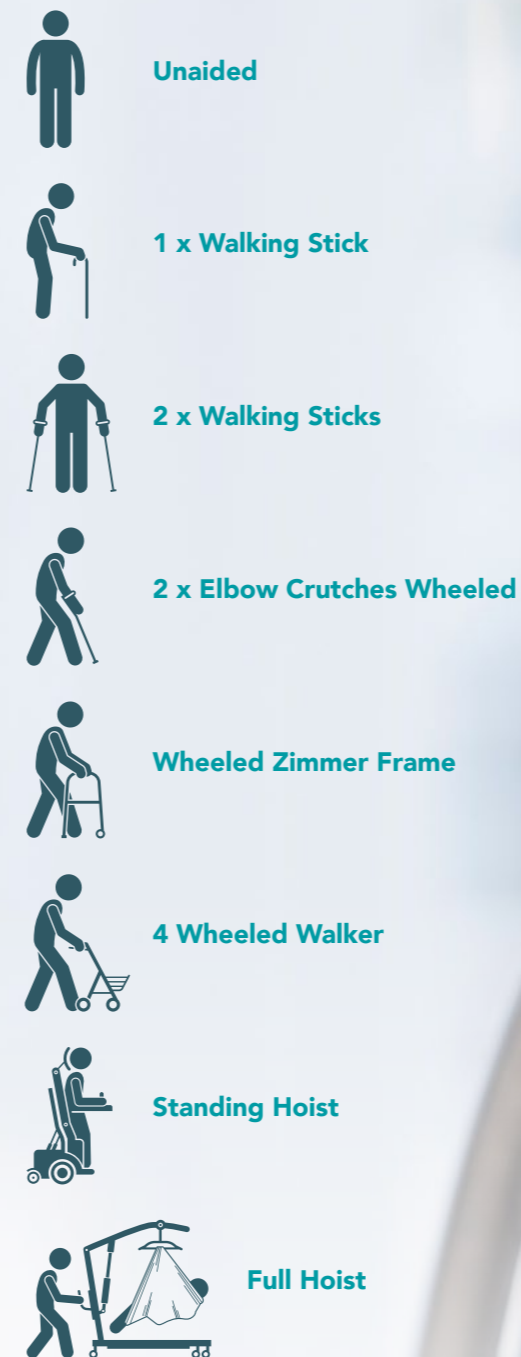 Unaided
1 x Walking Stick
2 x Walking Sticks
2 x Elbow Crutches Wheeled
Wheeled Zimmer Frame
4 Wheeled Walker
Standing Hoist
Full Hoist